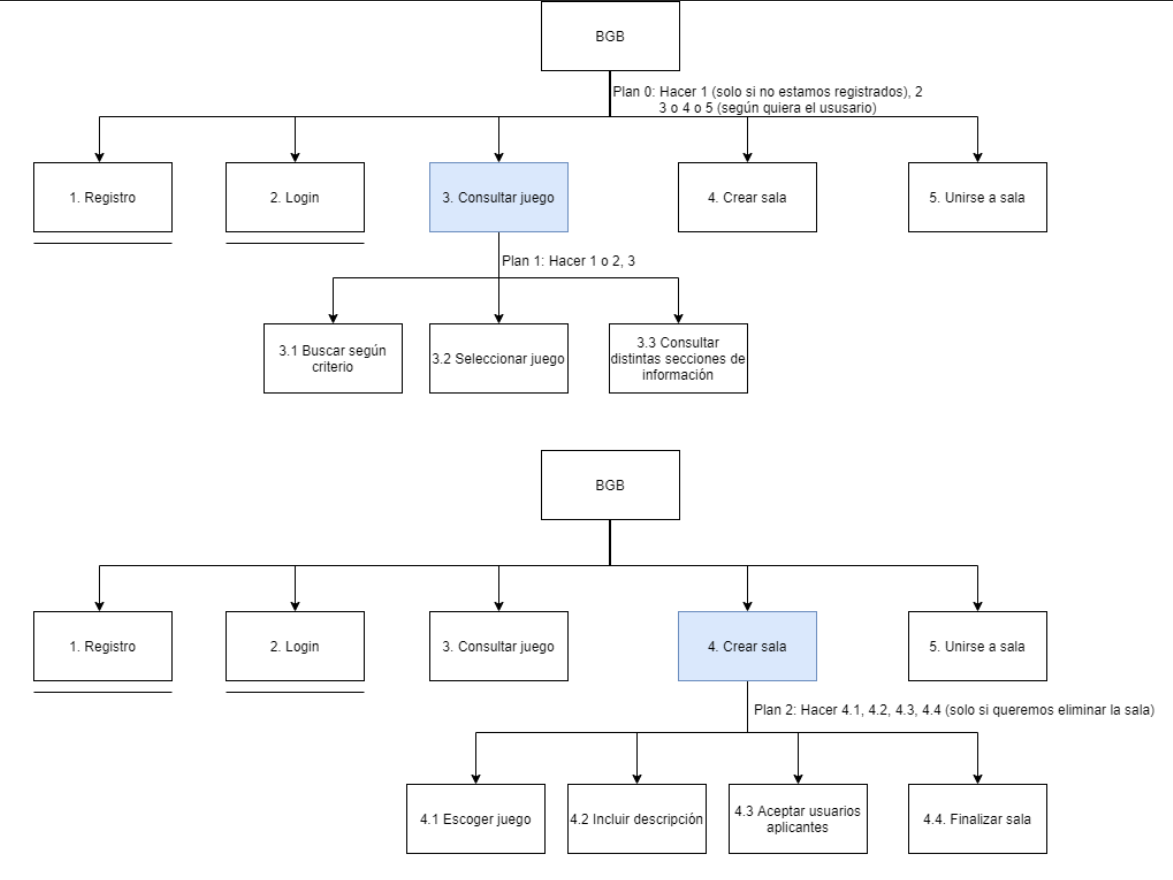 BGB
Plan 0: Hacer 1 (solo si no estamos registrados), 2
3 o 4 o 5 (según quiera el ususario)
1. Registro
2. Login
3. Consultar juego
4. Crear sala
5. Unirse a sala
Plan 1: Hacer 1 o 2, 3
3.1 Buscar según
criterio
3.2 Seleccionar juego
3.3 Consultar
distintas secciones de
información
BGB
1. Registro
2. Login
3. Consultar juego
4. Crear sala
5. Unirse a sala
Plan 2: Hacer 4.1, 4.2, 4.3, 4.4 (solo si queremos eliminar la sala)
4.1 Escoger juego
4.2 Incluir descripción
4.3 Aceptar usuarios
aplicantes
4.4. Finalizar sala